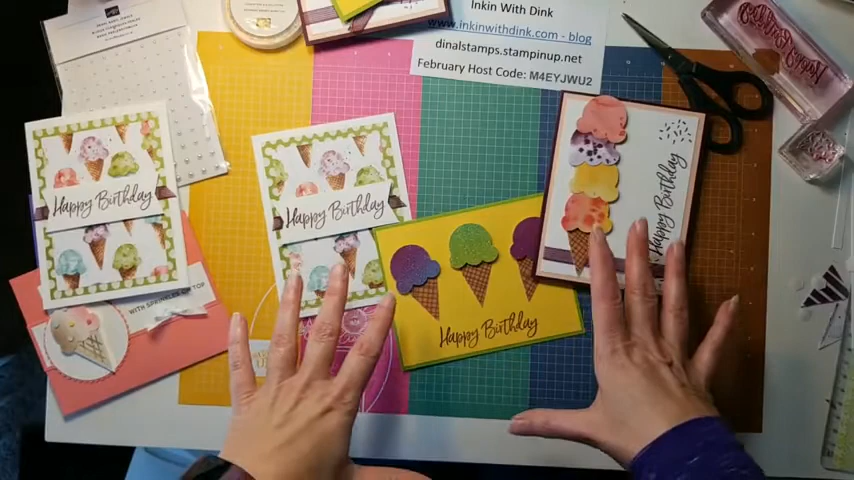 Inkin With Dink
www.inkinwithdink.com - blog
dinalstamps.stampinup.net
February Host Code: M4EYJWU2
Happy Birthday
Happy Birthday
Happy Birthday
Happy Birthday
WITH SPRINKLES ON TOP